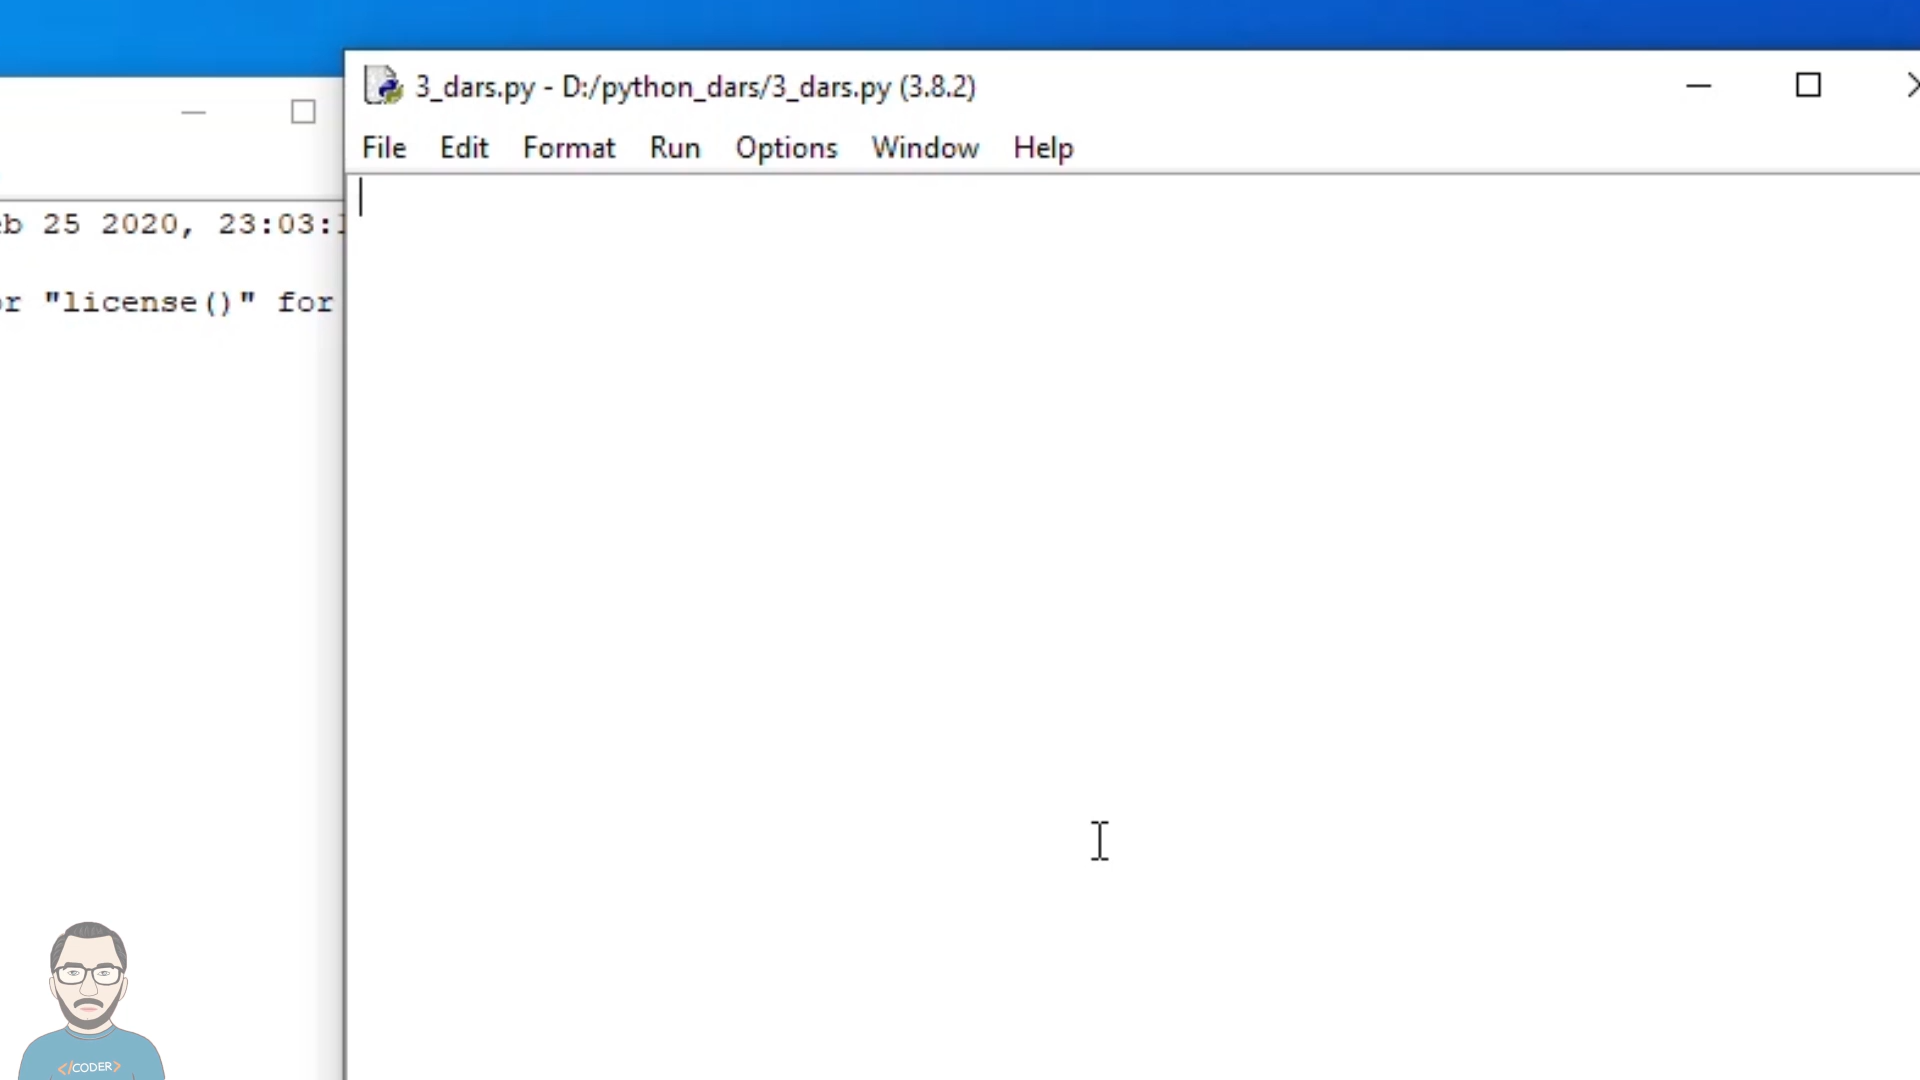 3_dars.py - D:/python_dars/3_dars.py (3.8.2)
File Edit Format Run Options Window Help
25 2020, 23:03:1
"license()" for
</CODER>